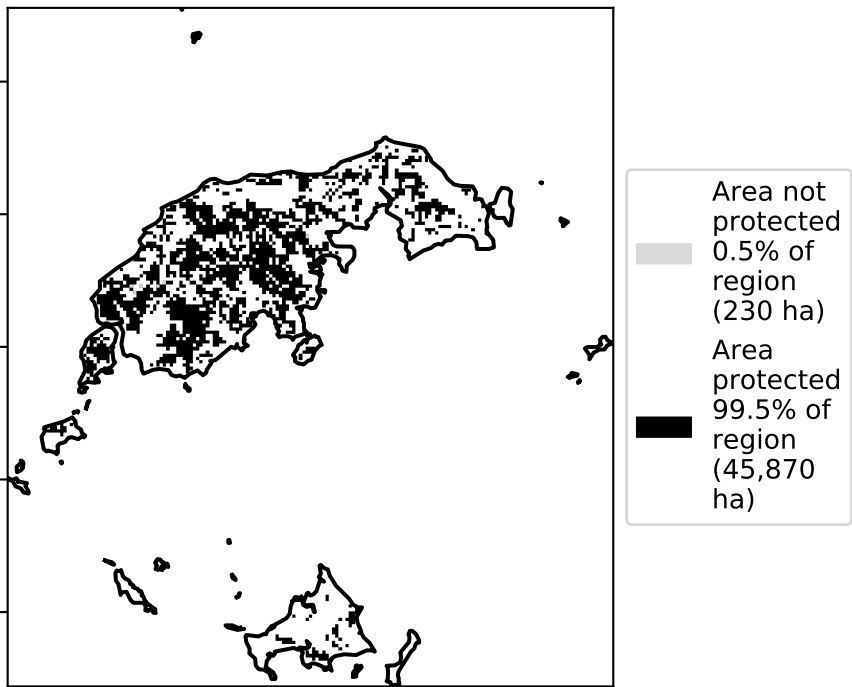 Area not
protected
0.5% of
region
(230 ha)
Area
protected
99.5% of
region
(45,870
ha)